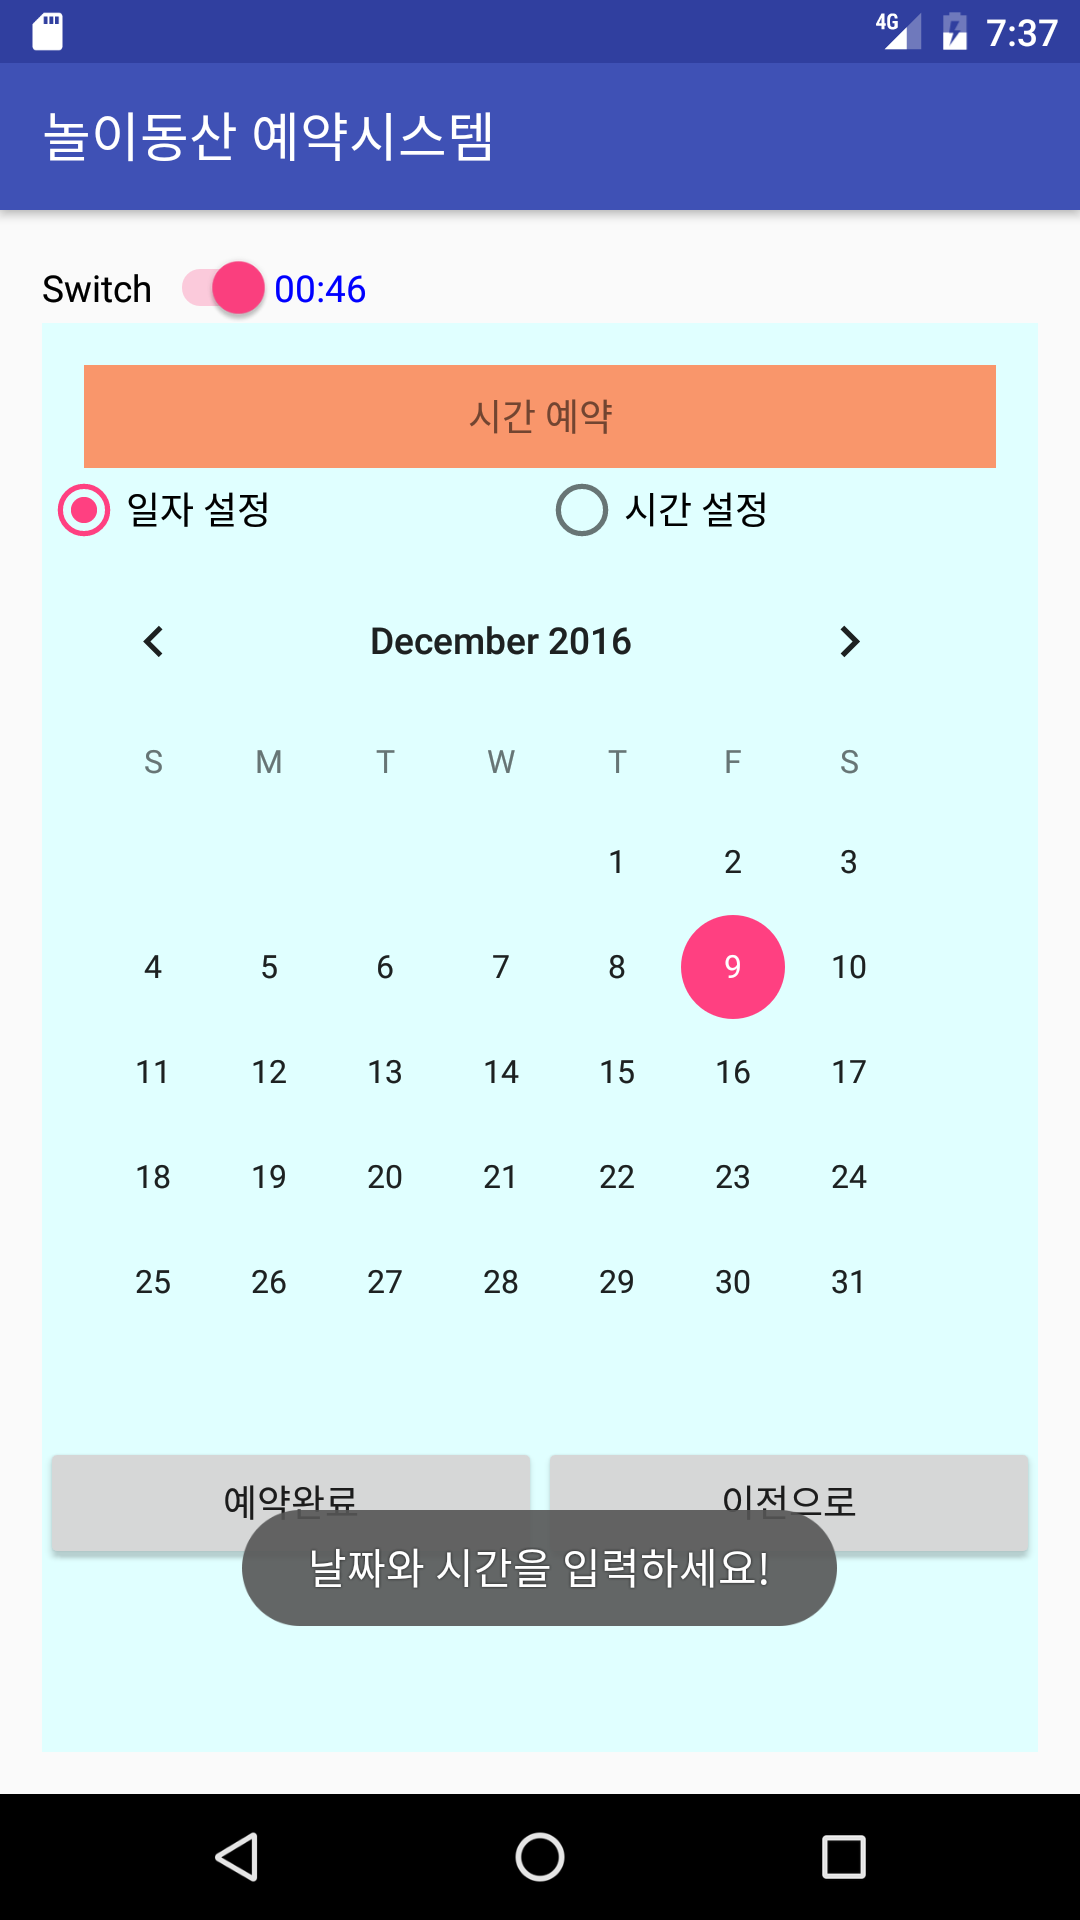 4G 7:37
놀이동산 예약시스템
Switch 00:46
시간 예약
일자 설정 시간 설정
December 2016
S M T W T F S
1 2 3
4 5 6 7 8 9 10
11 12 13 14 15 16 17
18 19 20 21 22 23 24
25 26 27 28 29 30 31
예약완료 이전으로
날짜와 시간을 입력하세요!